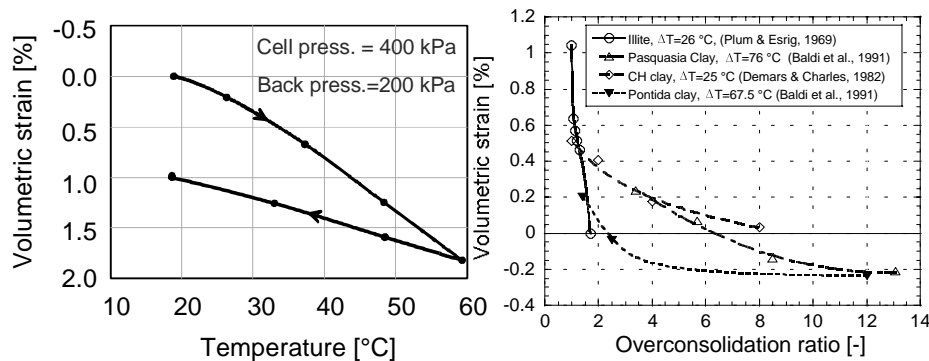 Volumetric strain [%]
-0.5
0.0
0.5
1.0
1.5
2.0
Cell press. = 400 kPa
Back press.=200 kPa
10
20
30
40
50
60
Temperature [°C]
Volumetric strain [%]
1.2
1
0.8
0.6
0.4
0.2
0
-0.2
-0.4
Illite, ΔT=26 °C, (Plum & Esrig, 1969)
Pasquasia Clay, ΔT=76 °C (Baldi et al., 1991)
CH clay, ΔT=25 °C (Demars & Charles, 1982)
Pontida clay, ΔT=67.5 °C (Baldi et al., 1991)
0
2
4
6
8
10
12
14
Overconsolidation ratio [-]